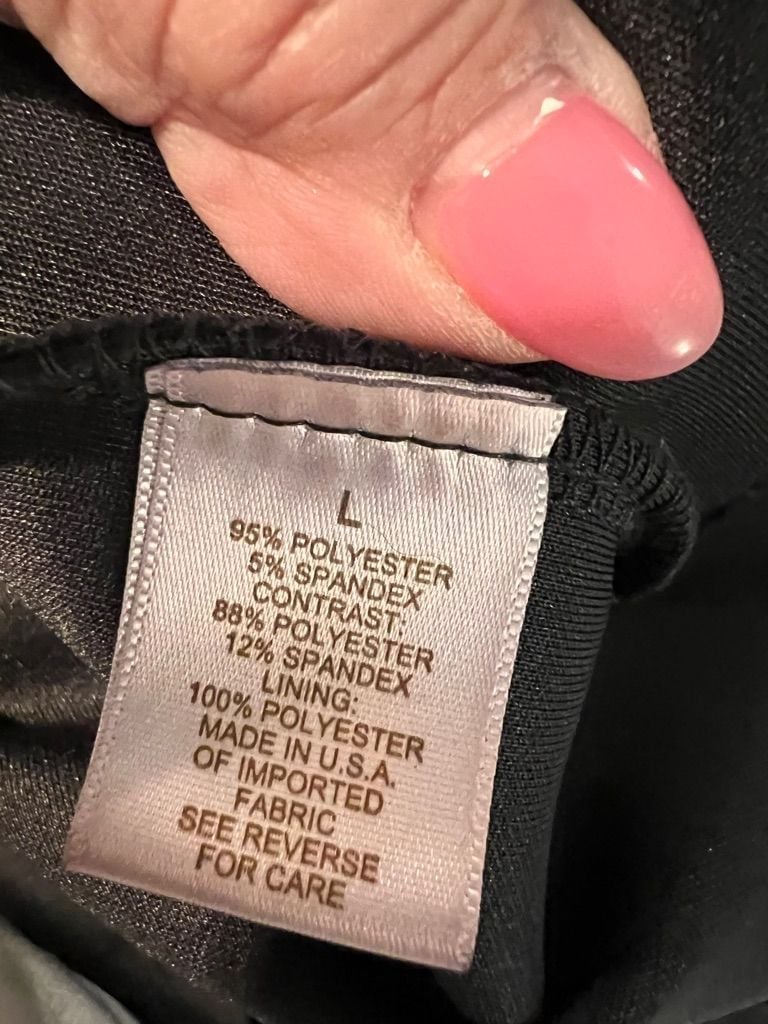 L
95% POLYESTER
5% SPANDEX
CONTRAST:
88% POLYESTER
12% SPANDEX
LINING:
100% POLYESTER
MADE IN U.S.A.
OF IMPORTED
FABRIC
SEE REVERSE
FOR CARE